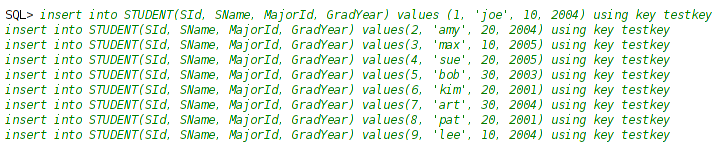 SQL> insert into STUDENT(SId, SName, MajorId, GradYear) values (1, 'joe', 10, 2004) using key testkey
insert into STUDENT(SId, SName, MajorId, GradYear) values(2, 'amy', 20, 2004) using key testkey
insert into STUDENT(SId, SName, MajorId, GradYear) values(3, 'max', 10, 2005) using key testkey
insert into STUDENT(SId, SName, MajorId, GradYear) values(4, 'sue', 20, 2005) using key testkey
insert into STUDENT(SId, SName, MajorId, GradYear) values(5, 'bob', 30, 2003) using key testkey
insert into STUDENT(SId, SName, MajorId, GradYear) values(6, 'kim', 20, 2001) using key testkey
insert into STUDENT(SId, SName, MajorId, GradYear) values(7, 'art', 30, 2004) using key testkey
insert into STUDENT(SId, SName, MajorId, GradYear) values(8, 'pat', 20, 2001) using key testkey
insert into STUDENT(SId, SName, MajorId, GradYear) values(9, 'lee', 10, 2004) using key testkey